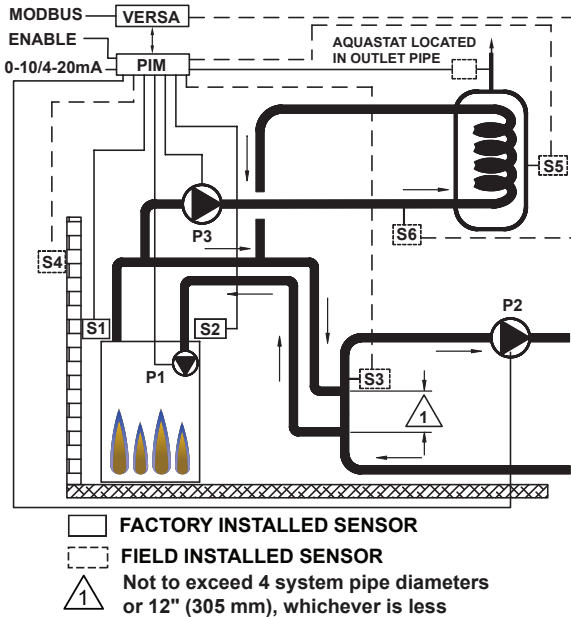 MODBUS
VERSA
ENABLE
0-10/4-20mA
PIM
AQUASTAT LOCATED
IN OUTLET PIPE
S5
P3
S6
S4
S1
S2
P1
P2
S3
1
FACTORY INSTALLED SENSOR
FIELD INSTALLED SENSOR
1
Not to exceed 4 system pipe diameters
or 12" (305 mm), whichever is less